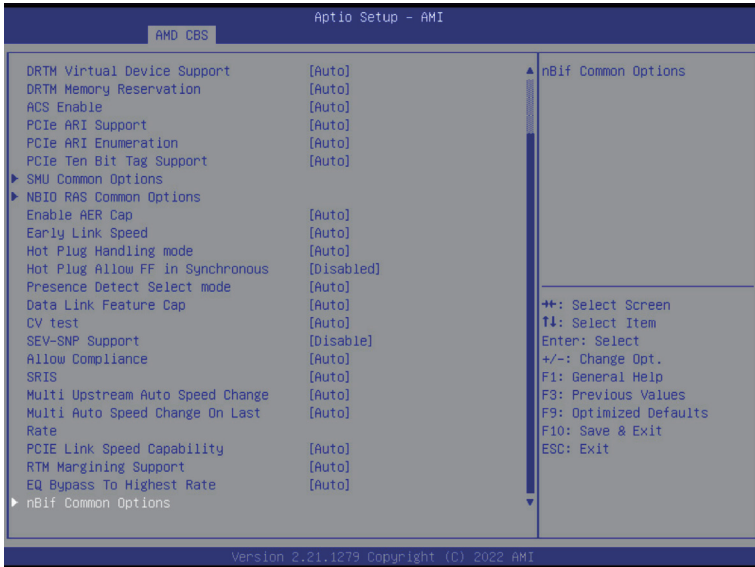 Aptio Setup – AMI
AMD CBS
DRTM Virtual Device Support [Auto]
DRTM Memory Reservation [Auto]
ACS Enable [Auto]
PCIe ARI Support [Auto]
PCIe ARI Enumeration [Auto]
PCIe Ten Bit Tag Support [Auto]
SMU Common Options
NBIO RAS Common Options
Enable AER Cap [Auto]
Early Link Speed [Auto]
Hot Plug Handling mode [Auto]
Hot Plug Allow FF in Synchronous [Disabled]
Presence Detect Select mode [Auto]
Data Link Feature Cap [Auto]
CV test [Auto]
SEV-SNP Support [Disable]
Allow Compliance [Auto]
SRIS [Auto]
Multi Upstream Auto Speed Change [Auto]
Multi Auto Speed Change On Last [Auto]
Rate
PCIE Link Speed Capability [Auto]
RTM Margining Support [Auto]
EQ Bypass To Highest Rate [Auto]
nBif Common Options
nBif Common Options
→←: Select Screen
↑↓: Select Item
Enter: Select
+/-: Change Opt.
F1: General Help
F3: Previous Values
F9: Optimized Defaults
F10: Save & Exit
ESC: Exit
Version 2.21.1279 Copyright (C) 2022 AMI